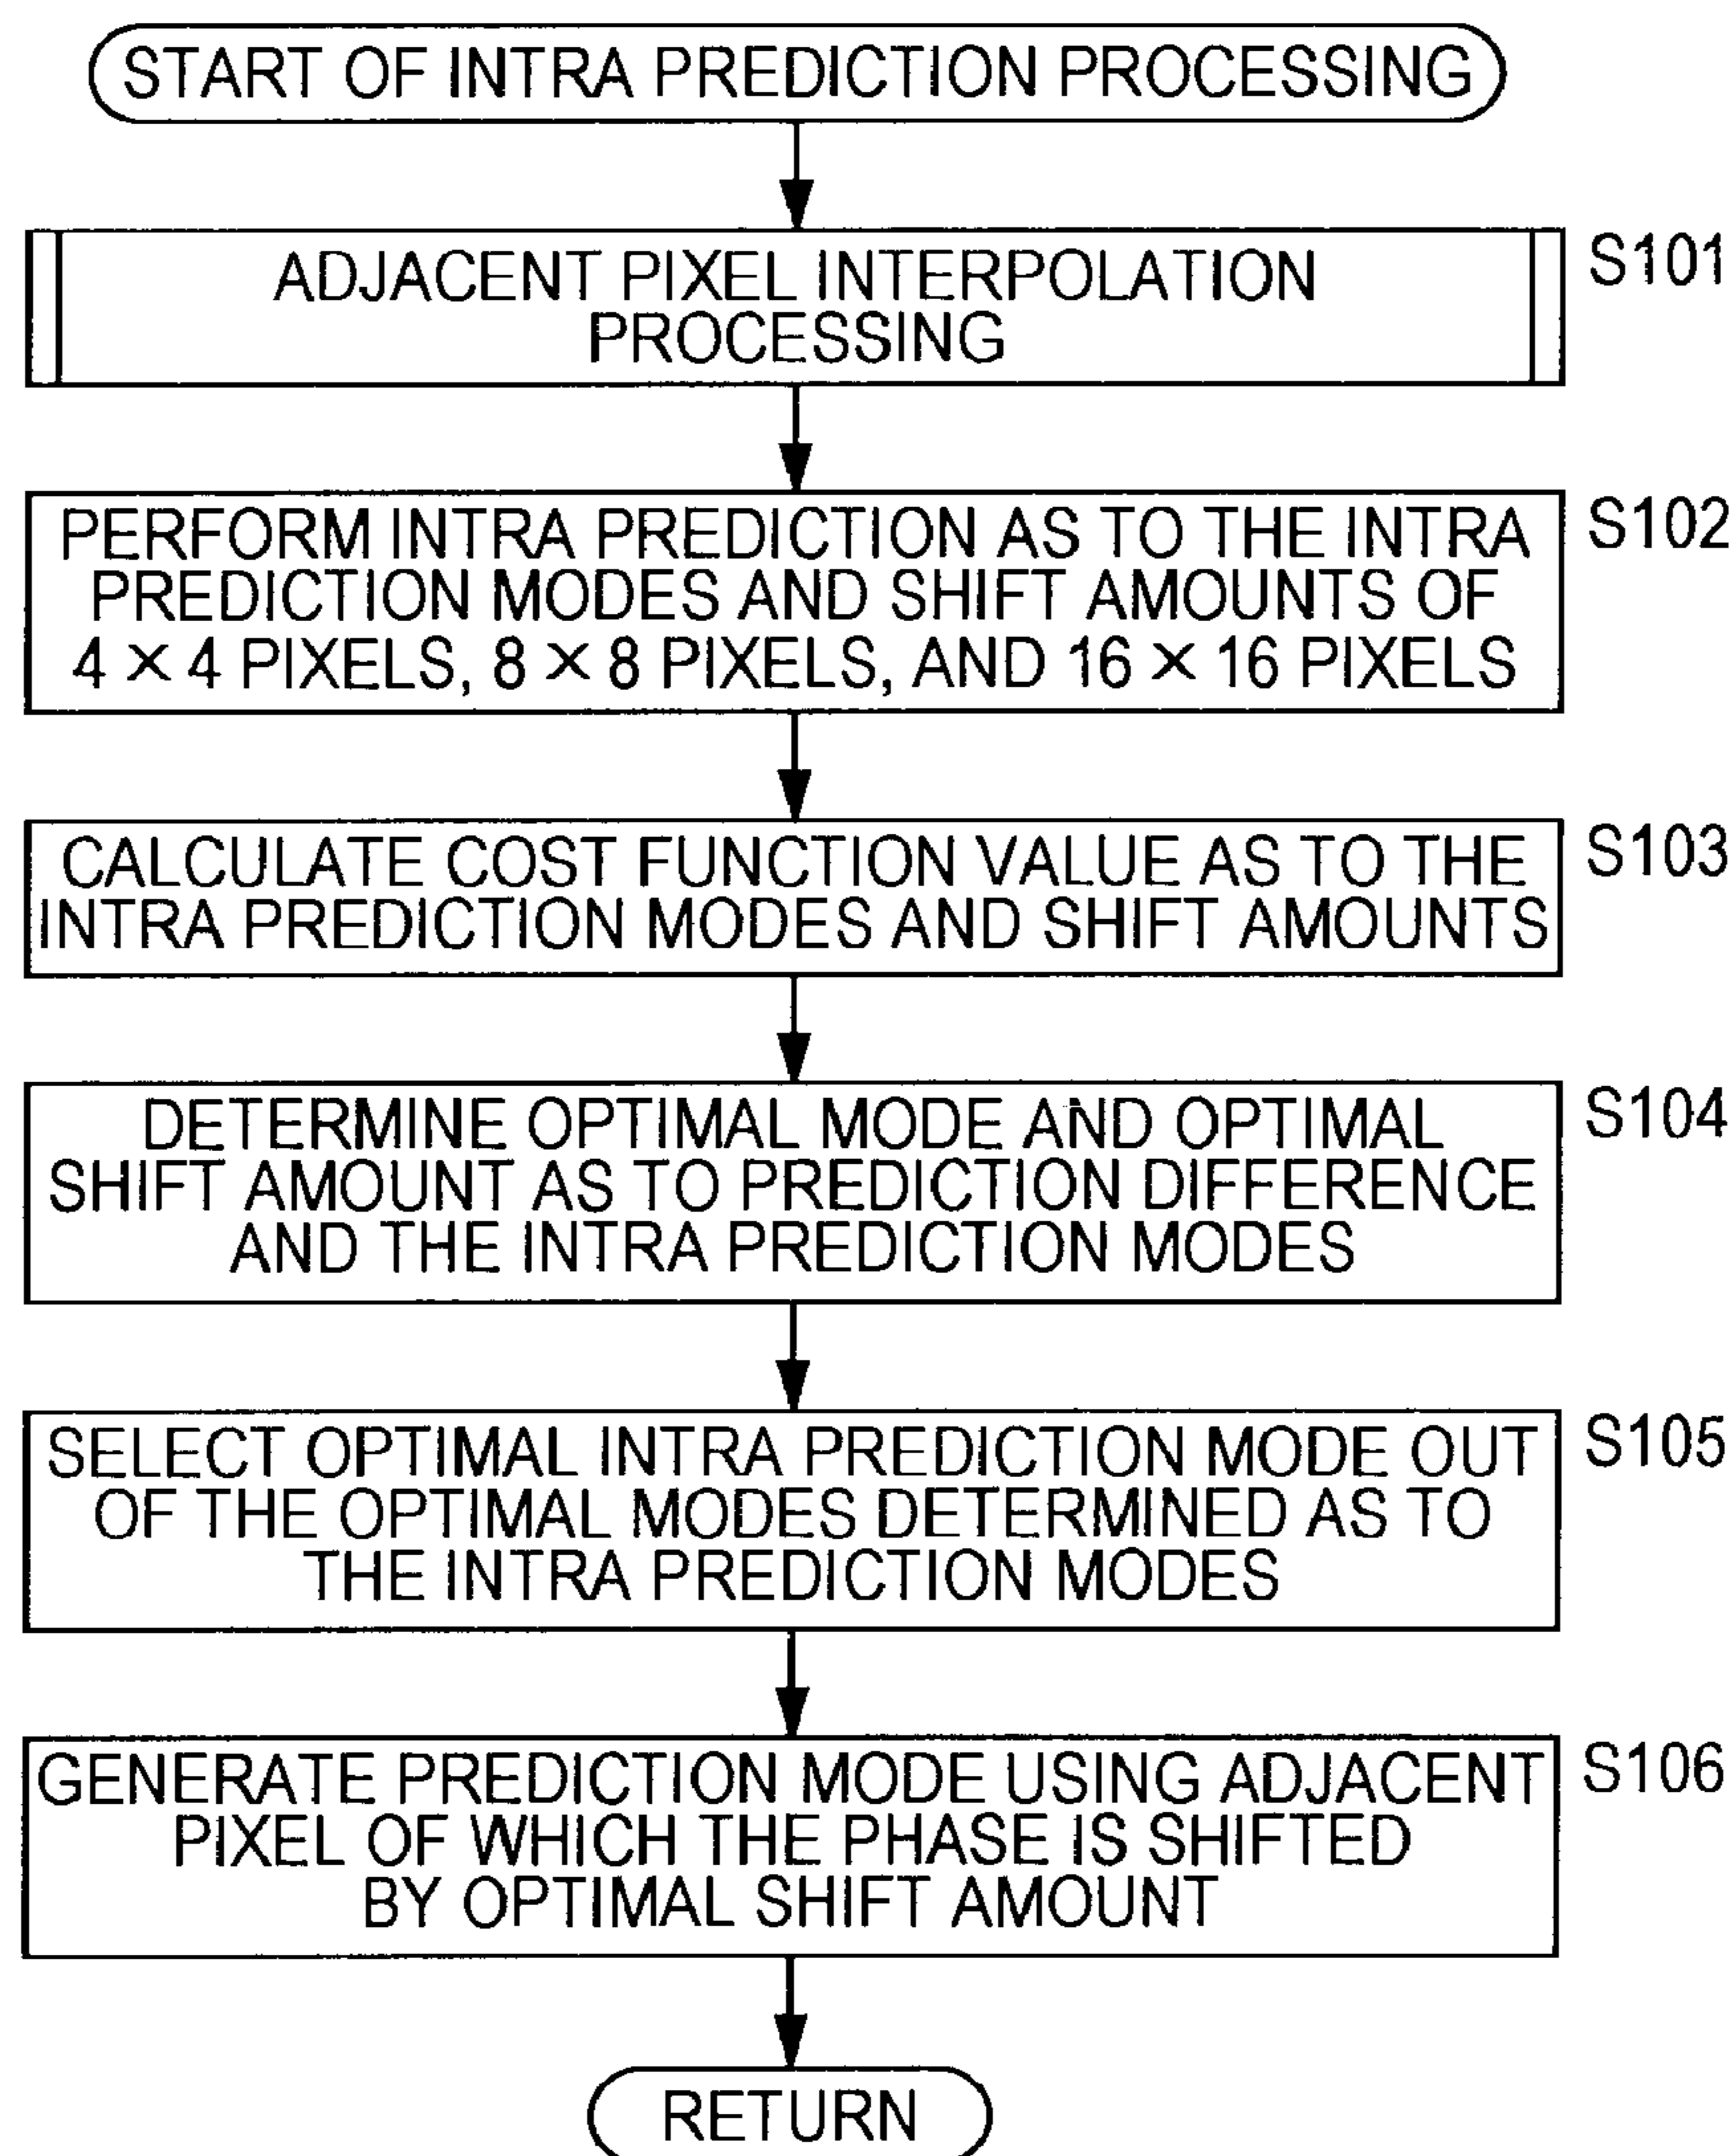 START OF INTRA PREDICTION PROCESSING
ADJACENT PIXEL INTERPOLATION
PROCESSING
S101
PERFORM INTRA PREDICTION AS TO THE INTRA
PREDICTION MODES AND SHIFT AMOUNTS OF
4 × 4 PIXELS, 8 × 8 PIXELS, AND 16 × 16 PIXELS
S102
CALCULATE COST FUNCTION VALUE AS TO THE
INTRA PREDICTION MODES AND SHIFT AMOUNTS
S103
DETERMINE OPTIMAL MODE AND OPTIMAL
SHIFT AMOUNT AS TO PREDICTION DIFFERENCE
AND THE INTRA PREDICTION MODES
S104
SELECT OPTIMAL INTRA PREDICTION MODE OUT
OF THE OPTIMAL MODES DETERMINED AS TO
THE INTRA PREDICTION MODES
S105
GENERATE PREDICTION MODE USING ADJACENT
PIXEL OF WHICH THE PHASE IS SHIFTED
BY OPTIMAL SHIFT AMOUNT
S106
RETURN